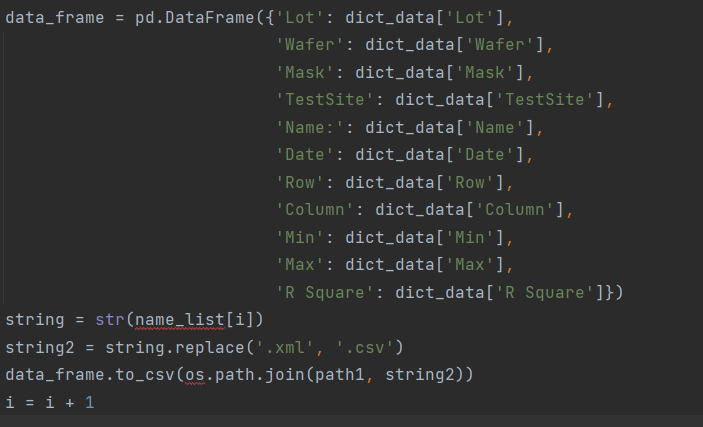 data_frame = pd.DataFrame({'Lot': dict_data['Lot'],
'Wafer': dict_data['Wafer'],
'Mask': dict_data['Mask'],
'TestSite': dict_data['TestSite'],
'Name:': dict_data['Name'],
'Date': dict_data['Date'],
'Row': dict_data['Row'],
'Column': dict_data['Column'],
'Min': dict_data['Min'],
'Max': dict_data['Max'],
'R Square': dict_data['R Square']})
string = str(name_list[i])
string2 = string.replace('.xml', '.csv')
data_frame.to_csv(os.path.join(path1, string2))
i = i + 1